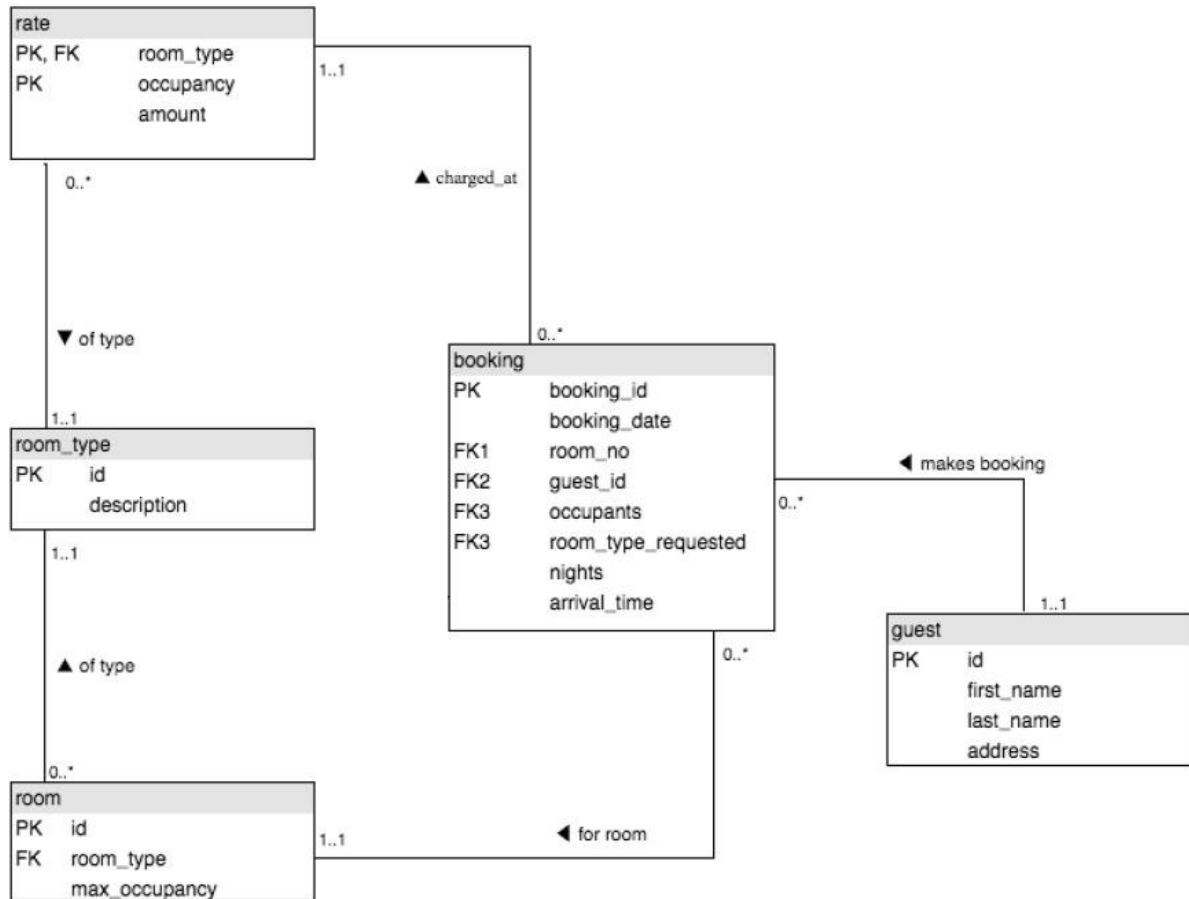 rate
PK, FK room_type
PK occupancy
amount
1..1
0..*
▲ charged_at
▼ of type
0..*
1..1
booking
PK booking_id
booking_date
FK1 room_no
FK2 guest_id
FK3 occupants
FK3 room_type_requested
nights
arrival_time
room_type
PK id
description
◀ makes booking
0..*
1..1
1..1
guest
PK id
first_name
last_name
address
0..*
▲ of type
0..*
room
PK id
FK room_type
max_occupancy
1..1
◀ for room